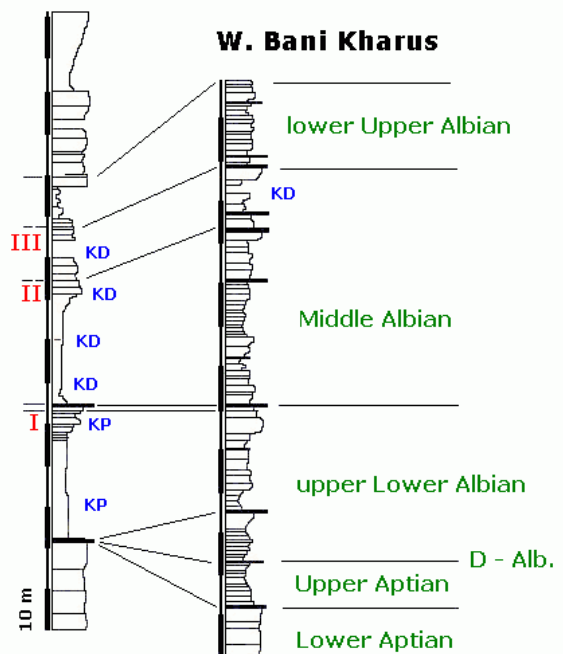 W. Bani Kharus
lower Upper Albian
KD
III
KD
II
KD
Middle Albian
KD
KD
I
KP
upper Lower Albian
KP
D - Alb.
Upper Aptian
10 m
Lower Aptian